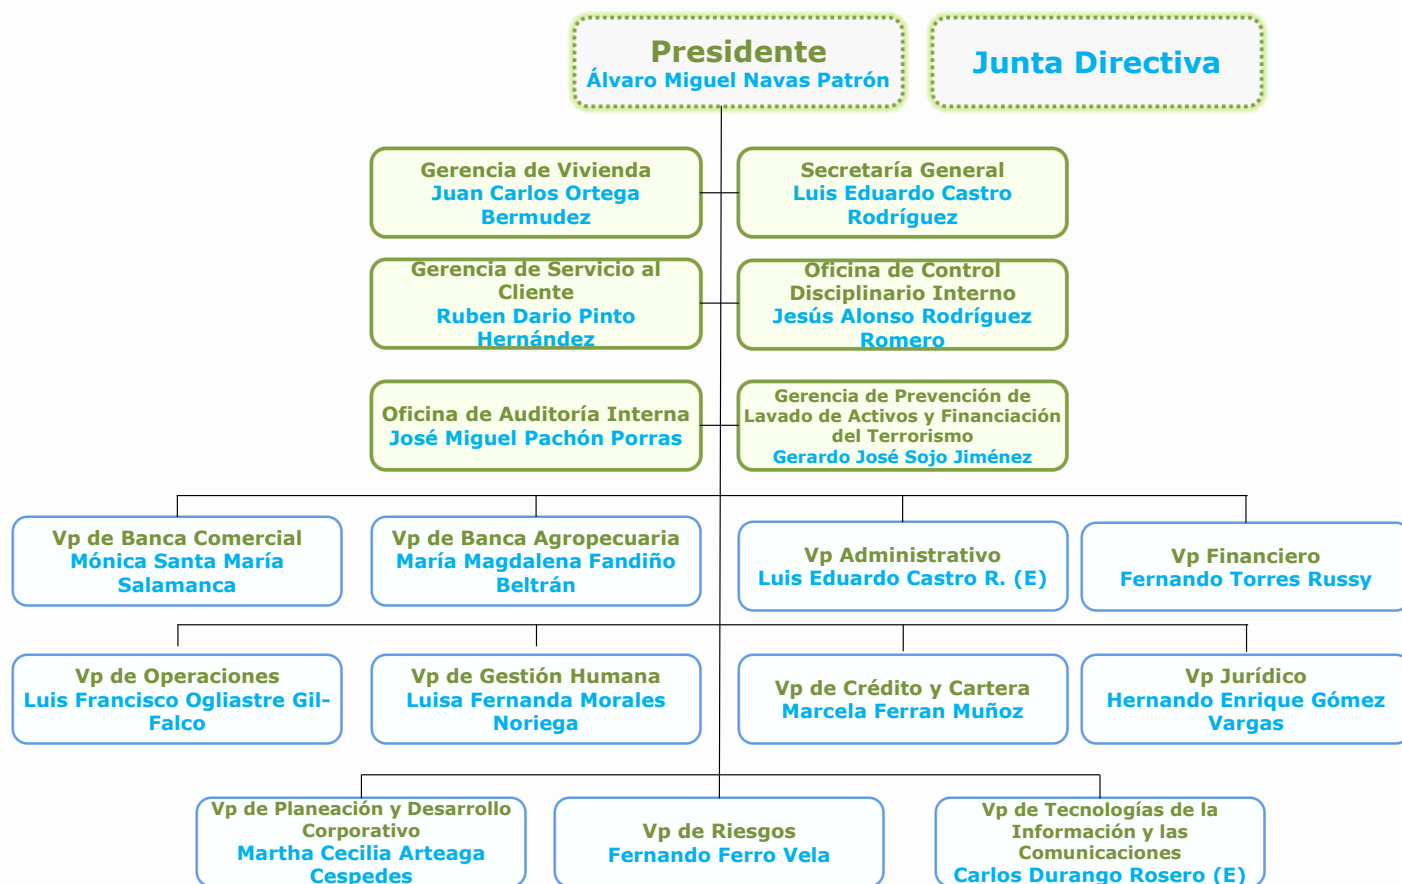 Presidente
Álvaro Miguel Navas Patrón
Junta Directiva
Gerencia de Vivienda
Juan Carlos Ortega
Bermudez
Secretaría General
Luis Eduardo Castro
Rodríguez
Gerencia de Servicio al
Cliente
Ruben Dario Pinto
Hernández
Oficina de Control
Disciplinario Interno
Jesús Alonso Rodríguez
Romero
Oficina de Auditoría Interna
José Miguel Pachón Porras
Gerencia de Prevención de
Lavado de Activos y Financiación
del Terrorismo
Gerardo José Sojo Jiménez
Vp de Banca Comercial
Mónica Santa María
Salamanca
Vp de Banca Agropecuaria
María Magdalena Fandiño
Beltrán
Vp Administrativo
Luis Eduardo Castro R. (E)
Vp Financiero
Fernando Torres Russy
Vp de Operaciones
Luis Francisco Ogliastre Gil-
Falco
Vp de Gestión Humana
Luisa Fernanda Morales
Noriega
Vp de Crédito y Cartera
Marcela Ferran Muñoz
Vp Jurídico
Hernando Enrique Gómez
Vargas
Vp de Planeación y Desarrollo
Corporativo
Martha Cecilia Arteaga
Cespedes
Vp de Riesgos
Fernando Ferro Vela
Vp de Tecnologías de la
Información y las
Comunicaciones
Carlos Durango Rosero (E)